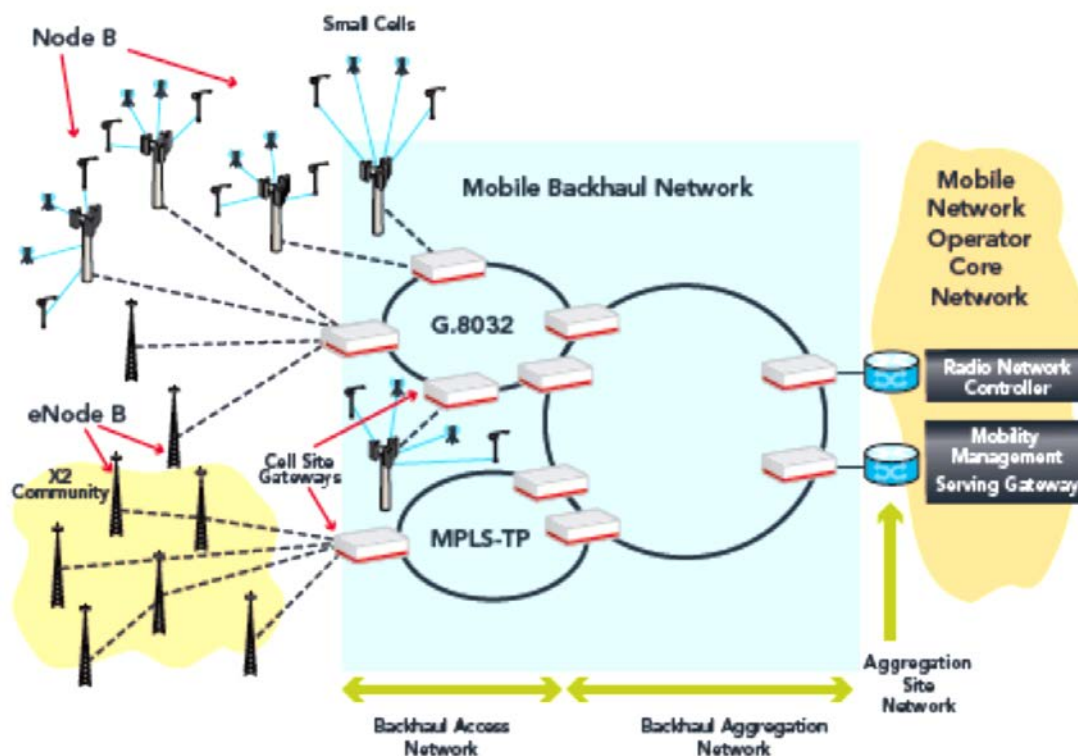 Small Cells
Node B
Mobile Backhaul Network
Mobile
Network
Operator
Core
Network
G.8032
Radio Network
Controller
eNode B
X2
Community
Cell Site
Gateways
Mobility
Management
Serving Gateway
MPLS-TP
Aggregation
Site
Network
Backhaul Access
Network
Backhaul Aggregation
Network